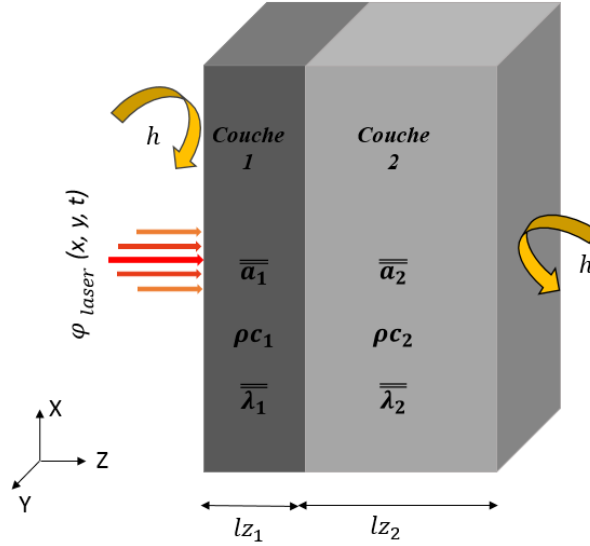 h
Couche
1
Couche
2
φ laser (x, y, t)
a̿₁
a̿₂
h
ρc₁
ρc₂
λ̿₁
λ̿₂
X
Z
Y
lz₁
lz₂